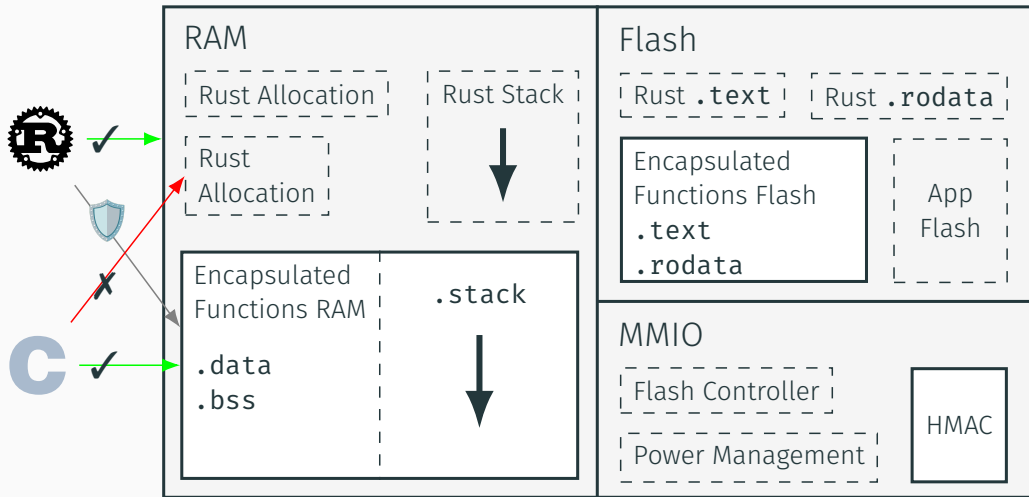 RAM
Rust Allocation
Rust
Allocation
Rust Stack
Encapsulated
Functions RAM
.data
.bss
.stack
Flash
Rust .text
Rust .rodata
Encapsulated
Functions Flash
.text
.rodata
App
Flash
MMIO
Flash Controller
Power Management
HMAC
R
C